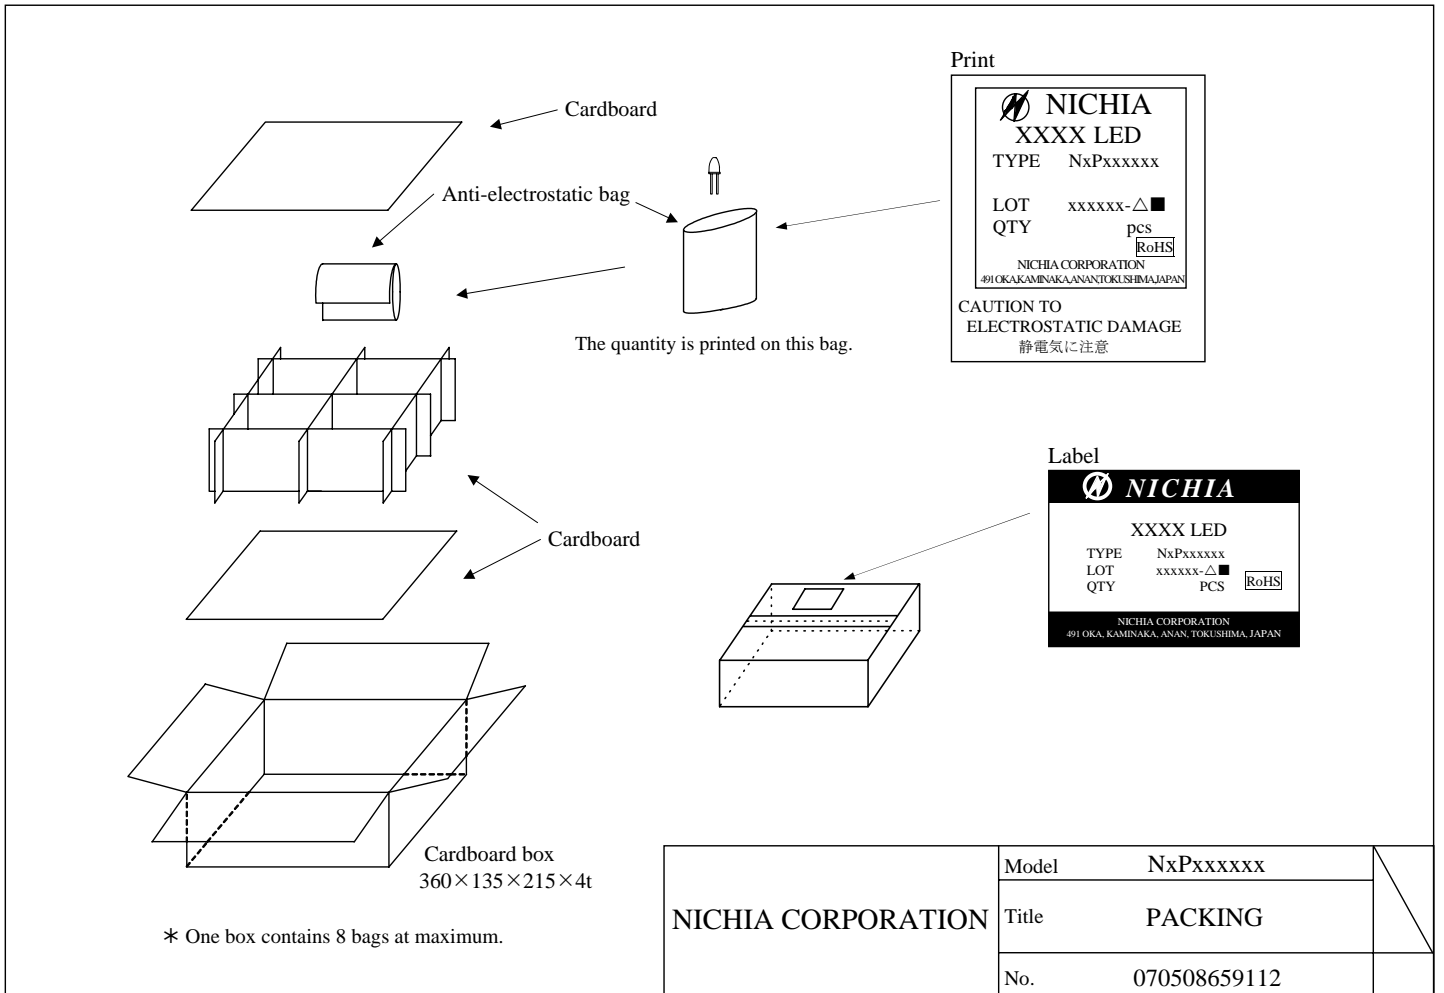 Print
NICHIA
XXXX LED
TYPE NxPxxxxxx
LOT xxxxxx-△■
QTY pcs
RoHS
NICHIA CORPORATION
491 OKA,KAMINAKA,ANAN,TOKUSHIMA,JAPAN
CAUTION TO
ELECTROSTATIC DAMAGE
静電気に注意
Cardboard
Anti-electrostatic bag
The quantity is printed on this bag.
Label
NICHIA
XXXX LED
TYPE NxPxxxxxx
LOT xxxxxx-△■
QTY PCS
RoHS
NICHIA CORPORATION
491 OKA, KAMINAKA, ANAN, TOKUSHIMA, JAPAN
Cardboard
Cardboard box
360×135×215×4t
＊ One box contains 8 bags at maximum.
NICHIA CORPORATION
Model NxPxxxxxx
Title PACKING
No. 070508659112